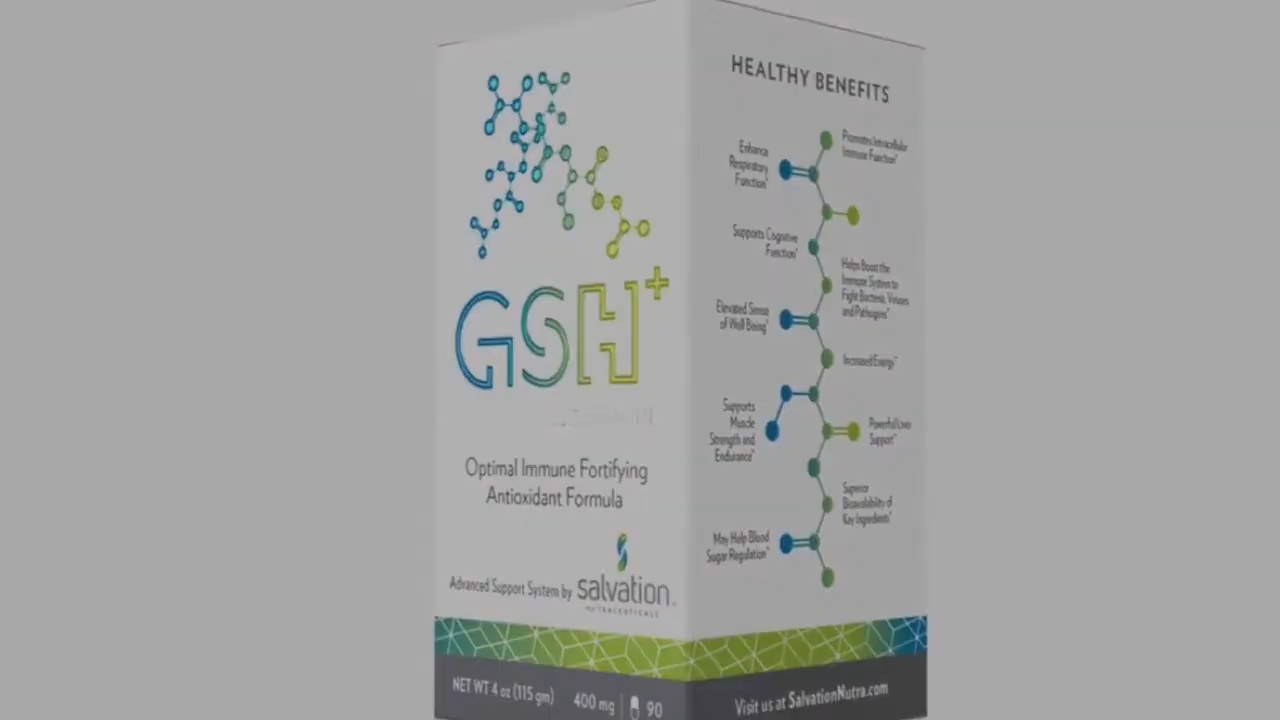 GSH+
Optimal Immune Fortifying
Antioxidant Formula
Advanced Support System by salvation
NUTRACEUTICALS
NET WT 4 oz (115 gm) 400 mg 90
HEALTHY BENEFITS
Promotes Intracellular
Immune Function*
Enhance
Respiratory
Function*
Supports Cognitive
Function*
Helps Boost the
Immune System to
Fight Bacteria, Viruses
and Pathogens*
Elevated Sense
of Well Being*
Increased Energy*
Supports
Muscle
Strength and
Endurance*
Powerful Liver
Support*
Superior
Bioavailability of
Key Ingredients*
May Help Blood
Sugar Regulation*
Visit us at SalvationNutra.com